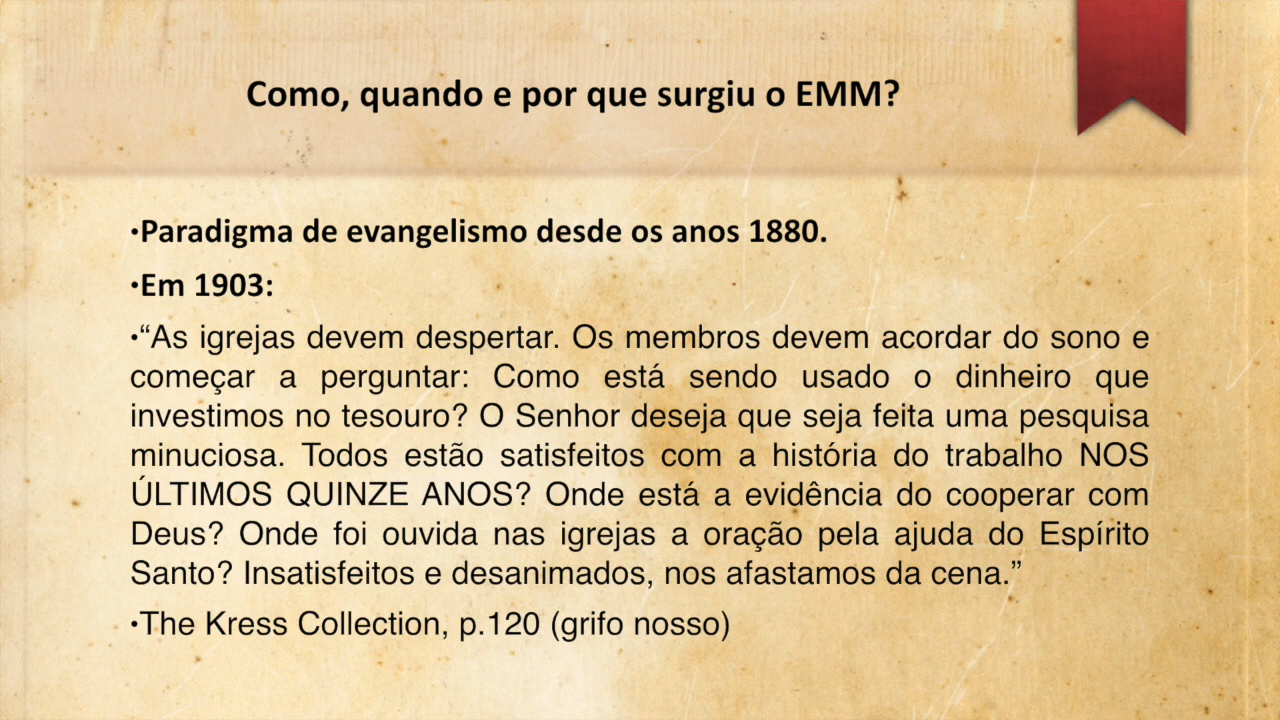 Como, quando e por que surgiu o EMM?
•Paradigma de evangelismo desde os anos 1880.
•Em 1903:
•“As igrejas devem despertar. Os membros devem acordar do sono e
começar a perguntar: Como está sendo usado o dinheiro que
investimos no tesouro? O Senhor deseja que seja feita uma pesquisa
minuciosa. Todos estão satisfeitos com a história do trabalho NOS
ÚLTIMOS QUINZE ANOS? Onde está a evidência do cooperar com
Deus? Onde foi ouvida nas igrejas a oração pela ajuda do Espírito
Santo? Insatisfeitos e desanimados, nos afastamos da cena.”
•The Kress Collection, p.120 (grifo nosso)